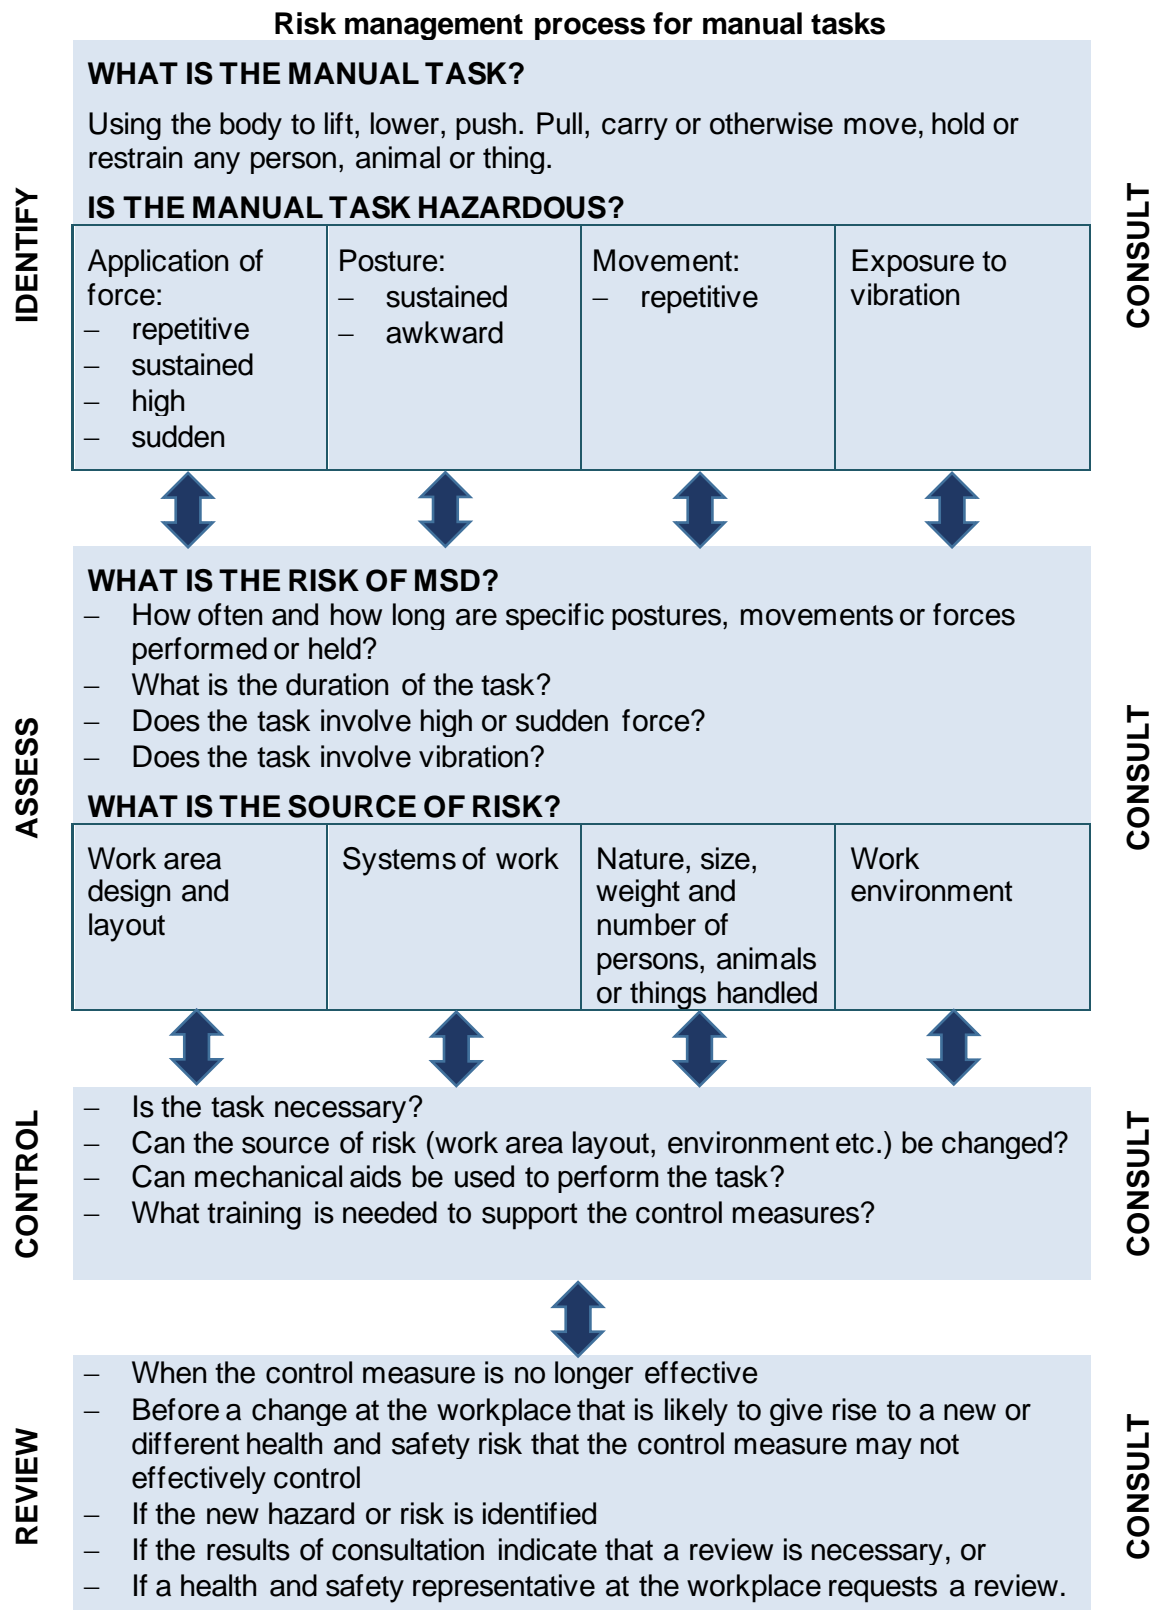 Risk management process for manual tasks
IDENTIFY
CONSULT
WHAT IS THE MANUAL TASK?
Using the body to lift, lower, push. Pull, carry or otherwise move, hold or
restrain any person, animal or thing.
IS THE MANUAL TASK HAZARDOUS?
Application of
force:
– repetitive
– sustained
– high
– sudden
Posture:
– sustained
– awkward
Movement:
– repetitive
Exposure to
vibration
ASSESS
CONSULT
WHAT IS THE RISK OF MSD?
– How often and how long are specific postures, movements or forces
performed or held?
– What is the duration of the task?
– Does the task involve high or sudden force?
– Does the task involve vibration?
WHAT IS THE SOURCE OF RISK?
Work area
design and
layout
Systems of work
Nature, size,
weight and
number of
persons, animals
or things handled
Work
environment
CONTROL
CONSULT
– Is the task necessary?
– Can the source of risk (work area layout, environment etc.) be changed?
– Can mechanical aids be used to perform the task?
– What training is needed to support the control measures?
REVIEW
CONSULT
– When the control measure is no longer effective
– Before a change at the workplace that is likely to give rise to a new or
different health and safety risk that the control measure may not
effectively control
– If the new hazard or risk is identified
– If the results of consultation indicate that a review is necessary, or
– If a health and safety representative at the workplace requests a review.